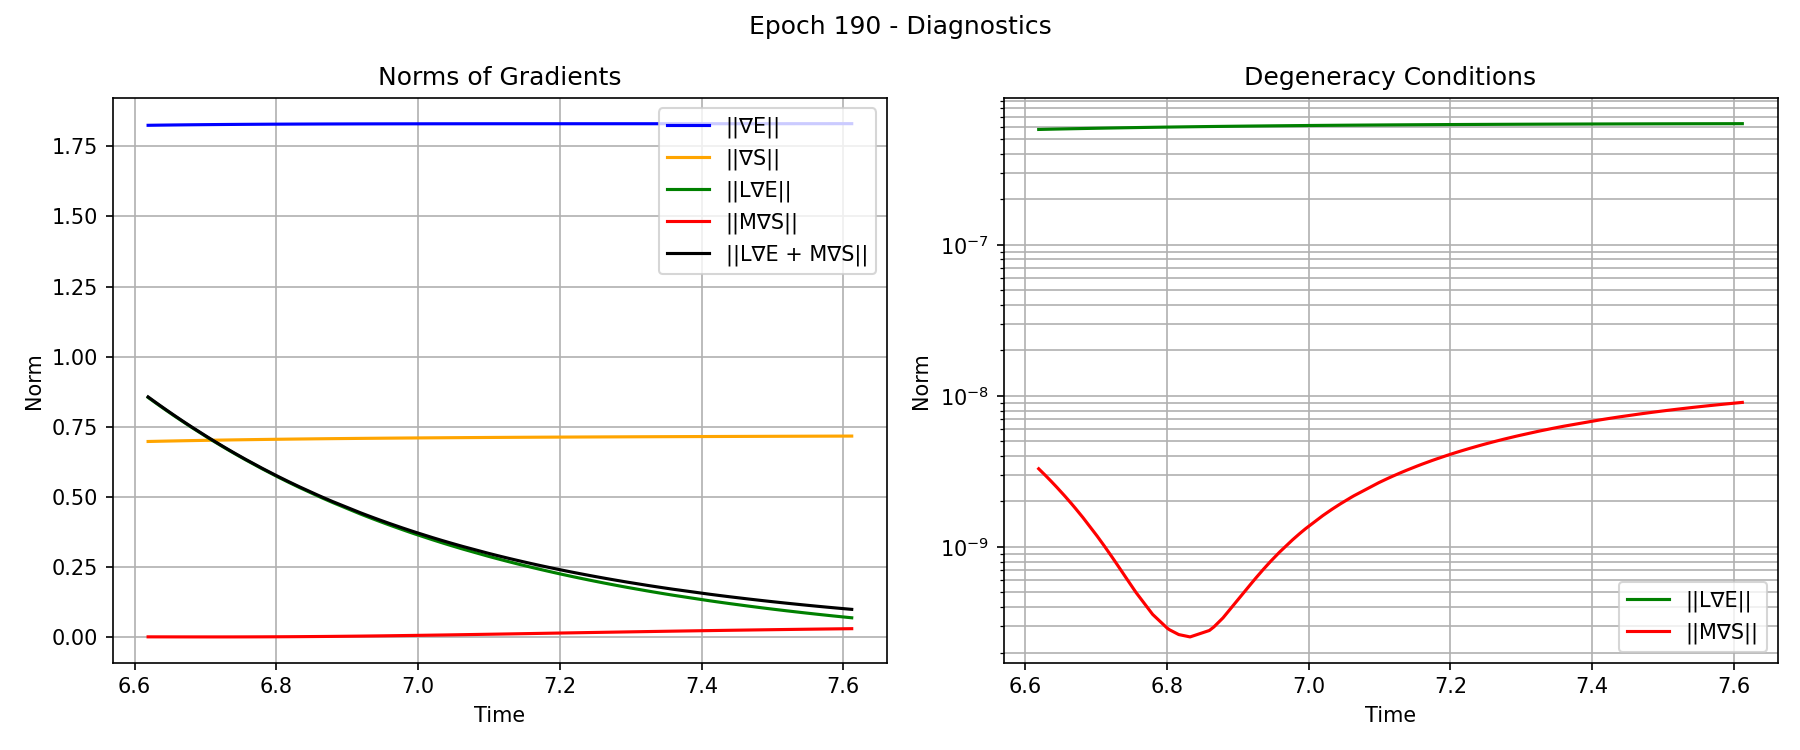 Epoch 190 - Diagnostics
Norms of Gradients
Norm
1.75
1.50
1.25
1.00
0.75
0.50
0.25
0.00
6.6 6.8 7.0 7.2 7.4 7.6
Time
||∇E||
||∇S||
||L∇E||
||M∇S||
||L∇E + M∇S||
Degeneracy Conditions
Norm
10⁻⁷
10⁻⁸
10⁻⁹
6.6 6.8 7.0 7.2 7.4 7.6
Time
||L∇E||
||M∇S||